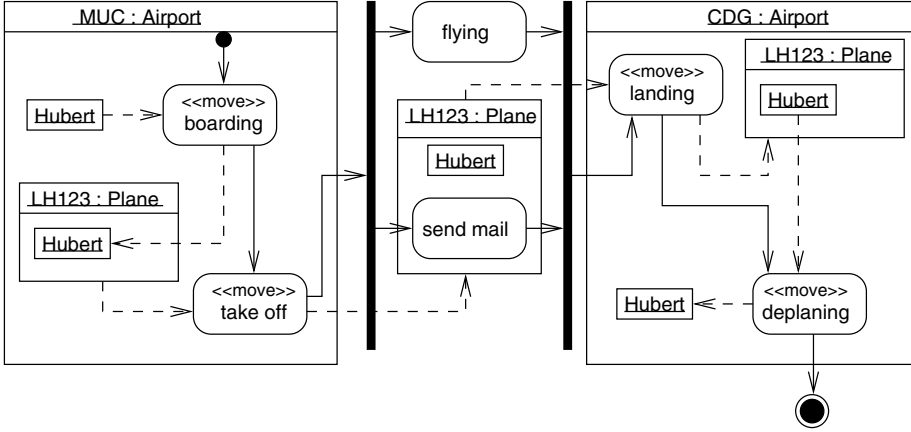 MUC : Airport
<<move>>
boarding
Hubert
LH123 : Plane
Hubert
<<move>>
take off
flying
LH123 : Plane
Hubert
send mail
CDG : Airport
<<move>>
landing
LH123 : Plane
Hubert
Hubert
<<move>>
deplaning